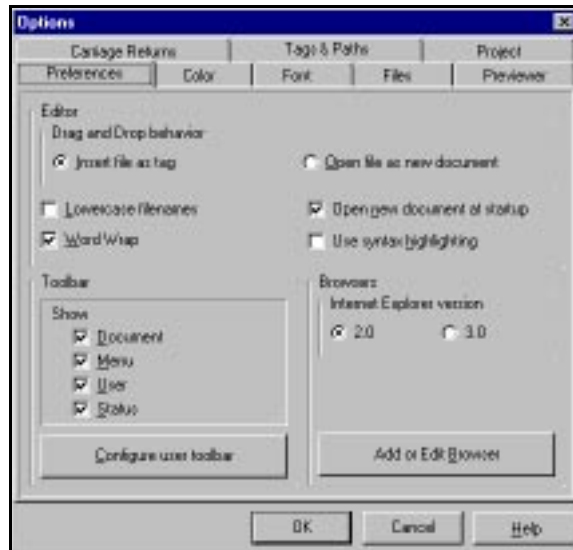 Options
Carriage Returns Tags & Paths Project
Preferences Color Font Files Previewer
Editor
Drag and Drop behavior
Insert file as tag Open file as new document
Lowercase filenames Open new document at startup
Word Wrap Use syntax highlighting
Toolbar Browsers
Show Internet Explorer version
Document 2.0 3.0
Menu
User
Status
Configure user toolbar Add or Edit Browser
OK Cancel Help